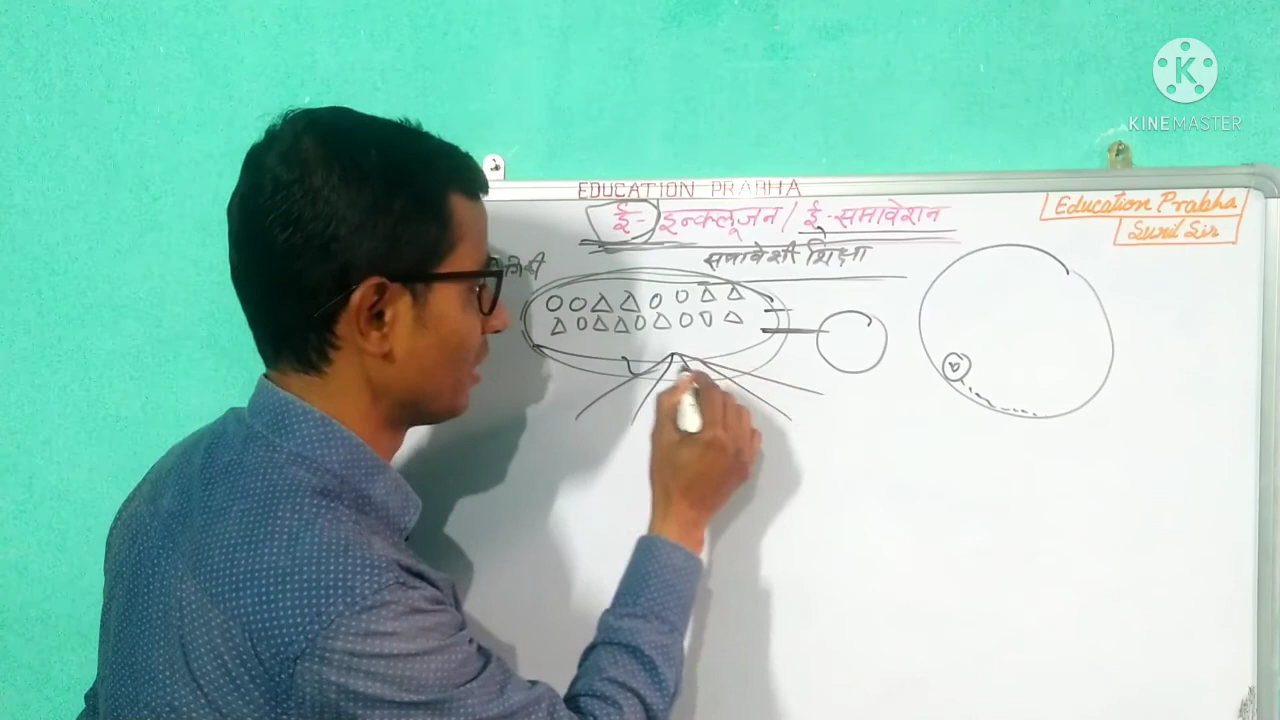 KINEMASTER
EDUCATION PRABHA
ई-इन्क्लूजन/ई-समावेशन
Education Prabha
Sunil Sir
समावेशी शिक्षा